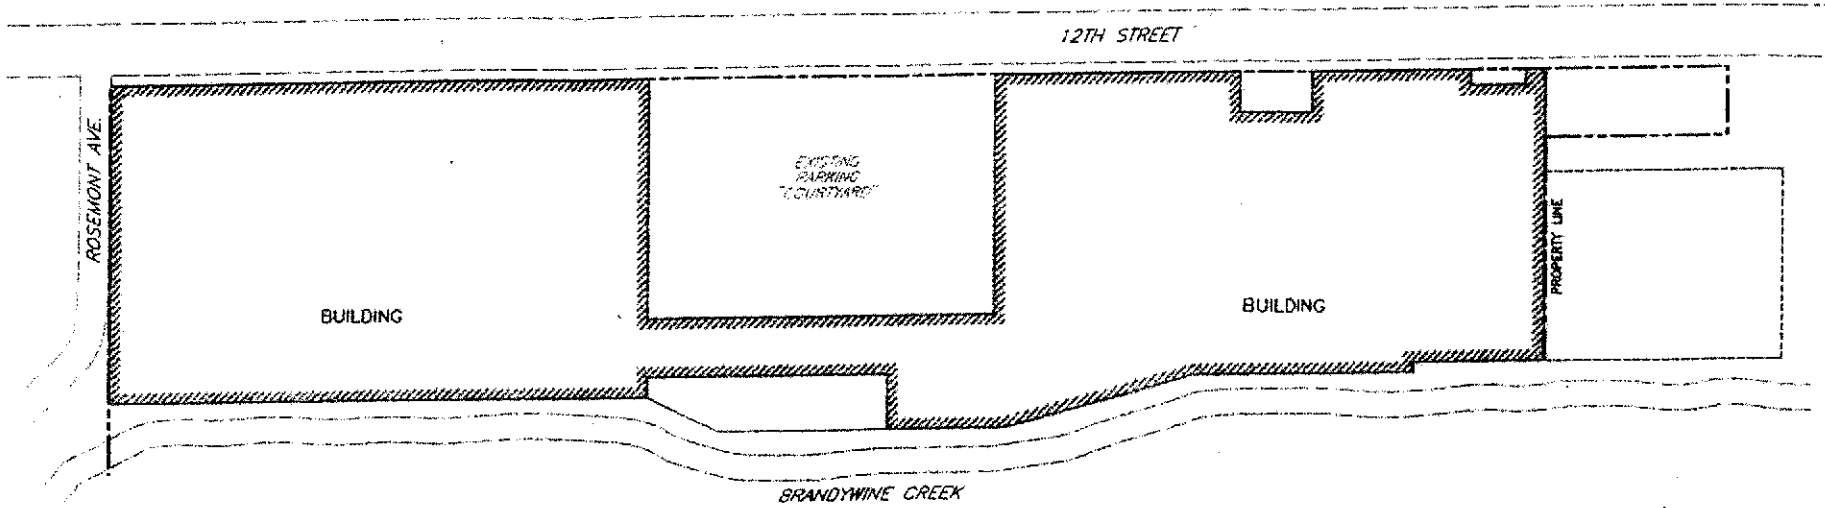 12TH STREET
ROSEMONT AVE.
EXISTING
PARKING
"COURTYARD"
PROPERTY LINE
BUILDING
BUILDING
BRANDYWINE CREEK